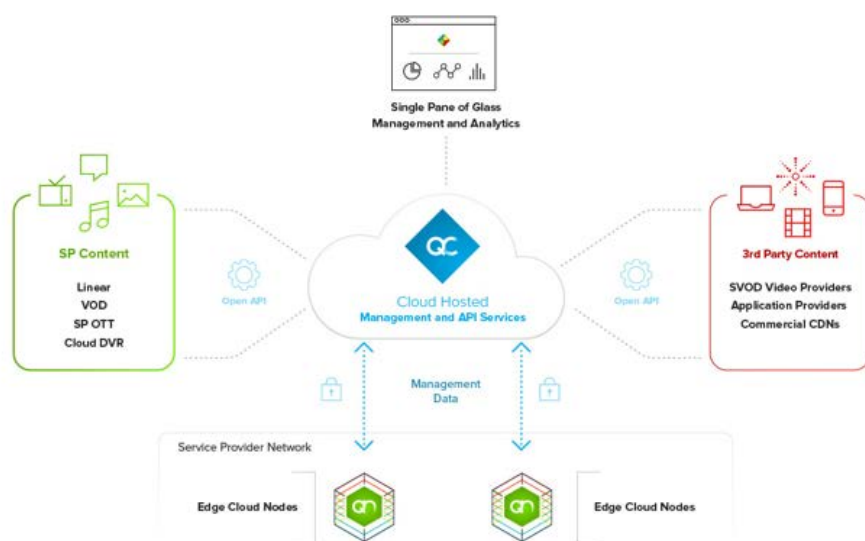 Single Pane of Glass
Management and Analytics
SP Content
Linear
VOD
SP OTT
Cloud DVR
Open API
QC
Cloud Hosted
Management and API Services
Open API
3rd Party Content
SVOD Video Providers
Application Providers
Commercial CDNs
Management
Data
Service Provider Network
Edge Cloud Nodes
qn
qn
Edge Cloud Nodes